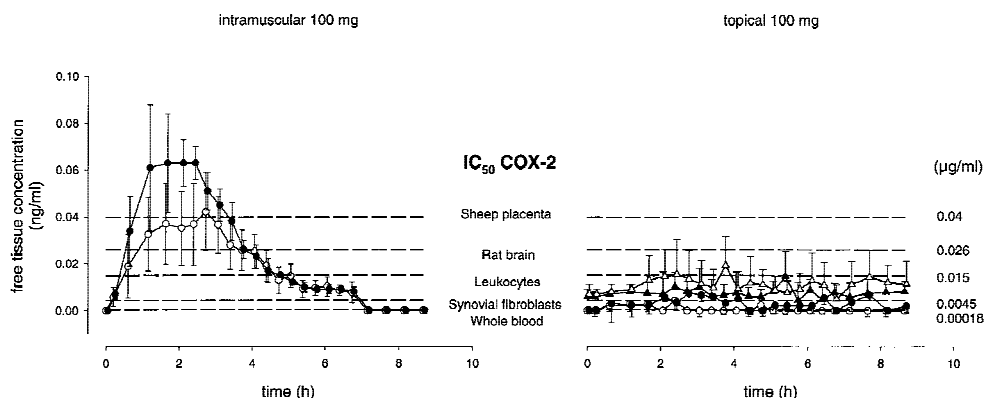 intramuscular 100 mg
topical 100 mg
0.10
0.08
0.06
0.04
0.02
0.00
free tissue concentration
(ng/ml)
0 2 4 6 8 10
time (h)
IC50 COX-2
(µg/ml)
Sheep placenta
0.04
Rat brain
0.026
Leukocytes
0.015
Synovial fibroblasts
0.0045
Whole blood
0.00018
0 2 4 6 8 10
time (h)